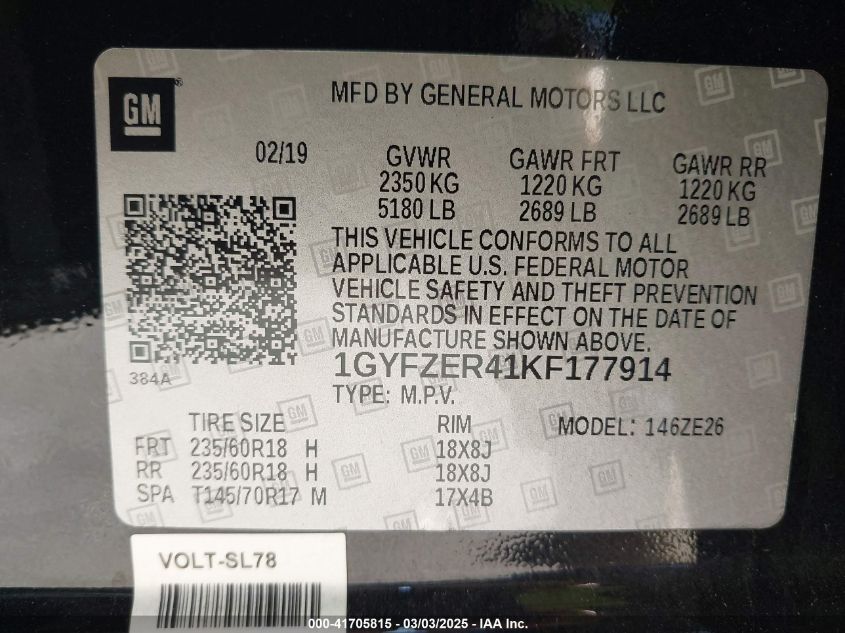 GM ®
MFD BY GENERAL MOTORS LLC
02/19
GVWR GAWR FRT GAWR RR
2350 KG 1220 KG 1220 KG
5180 LB 2689 LB 2689 LB
THIS VEHICLE CONFORMS TO ALL
APPLICABLE U.S. FEDERAL MOTOR
VEHICLE SAFETY AND THEFT PREVENTION
STANDARDS IN EFFECT ON THE DATE OF
MANUFACTURE SHOWN ABOVE.
1GYFZER41KF177914
384A
TYPE: M.P.V.
TIRE SIZE RIM MODEL: 146ZE26
FRT 235/60R18 H 18X8J
RR 235/60R18 H 18X8J
SPA T145/70R17 M 17X4B
VOLT-SL78
000-41705815 - 03/03/2025 - IAA Inc.